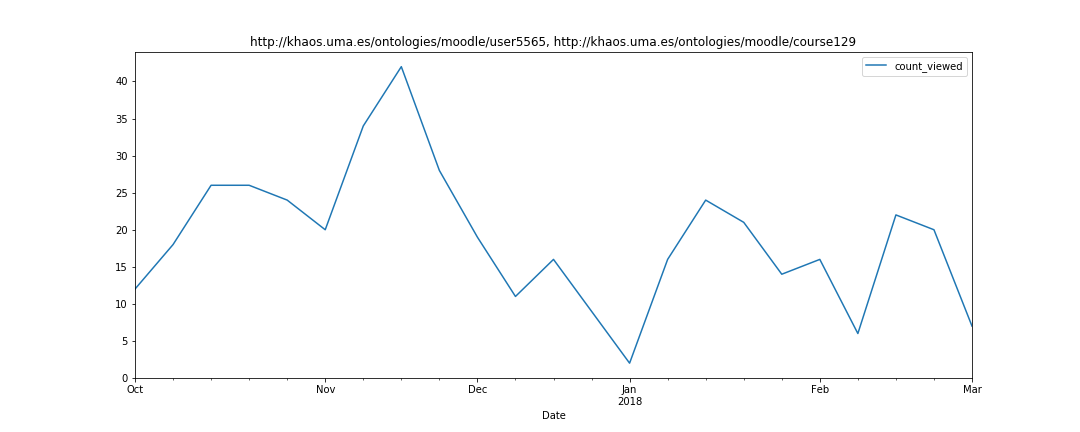 http://khaos.uma.es/ontologies/moodle/user5565, http://khaos.uma.es/ontologies/moodle/course129
count_viewed
40
35
30
25
20
15
10
5
0
Oct Nov Dec Jan Feb Mar
2018
Date